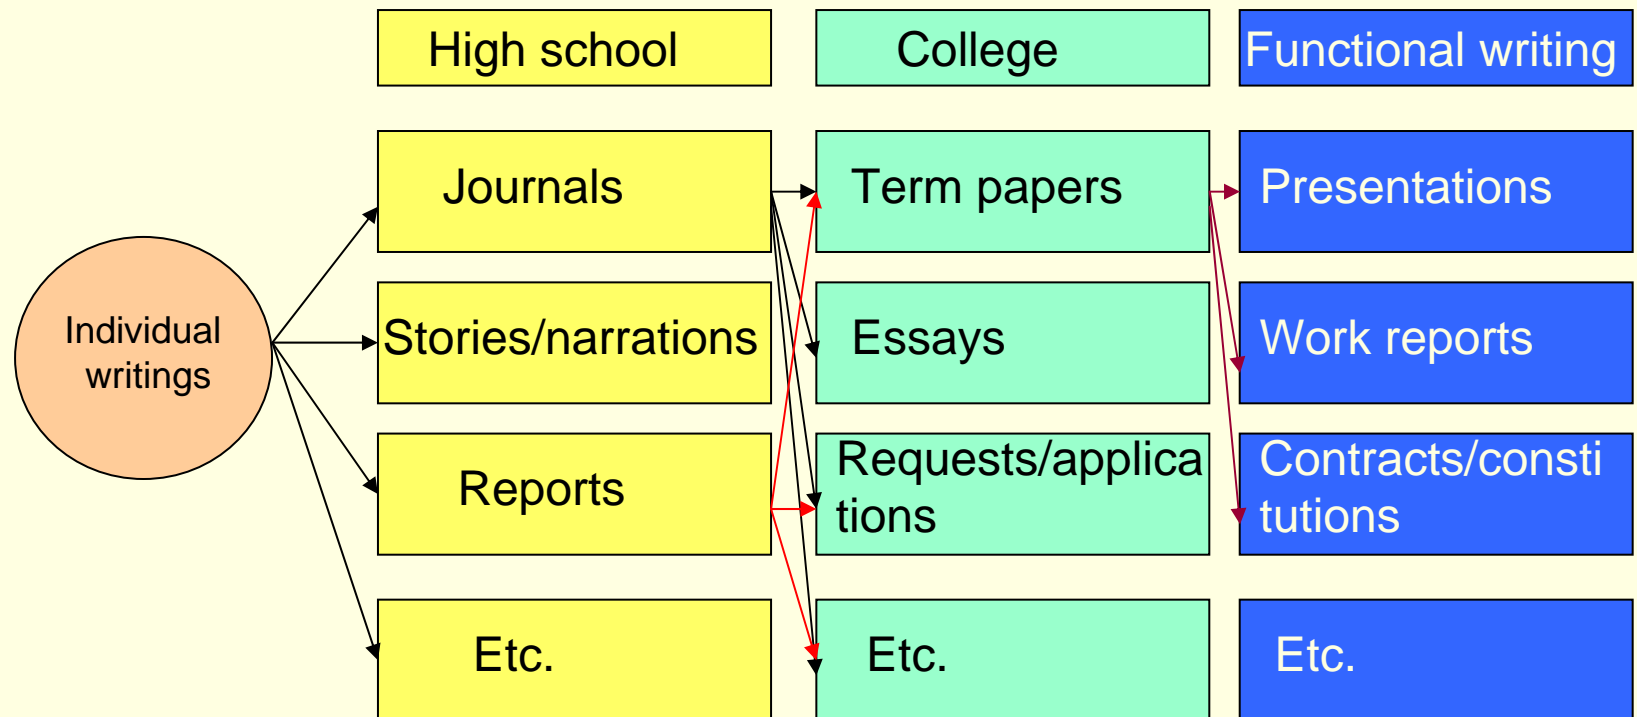 High school
College
Functional writing
Journals
Term papers
Presentations
Individual
writings
Stories/narrations
Essays
Work reports
Reports
Requests/applica
tions
Contracts/consti
tutions
Etc.
Etc.
Etc.